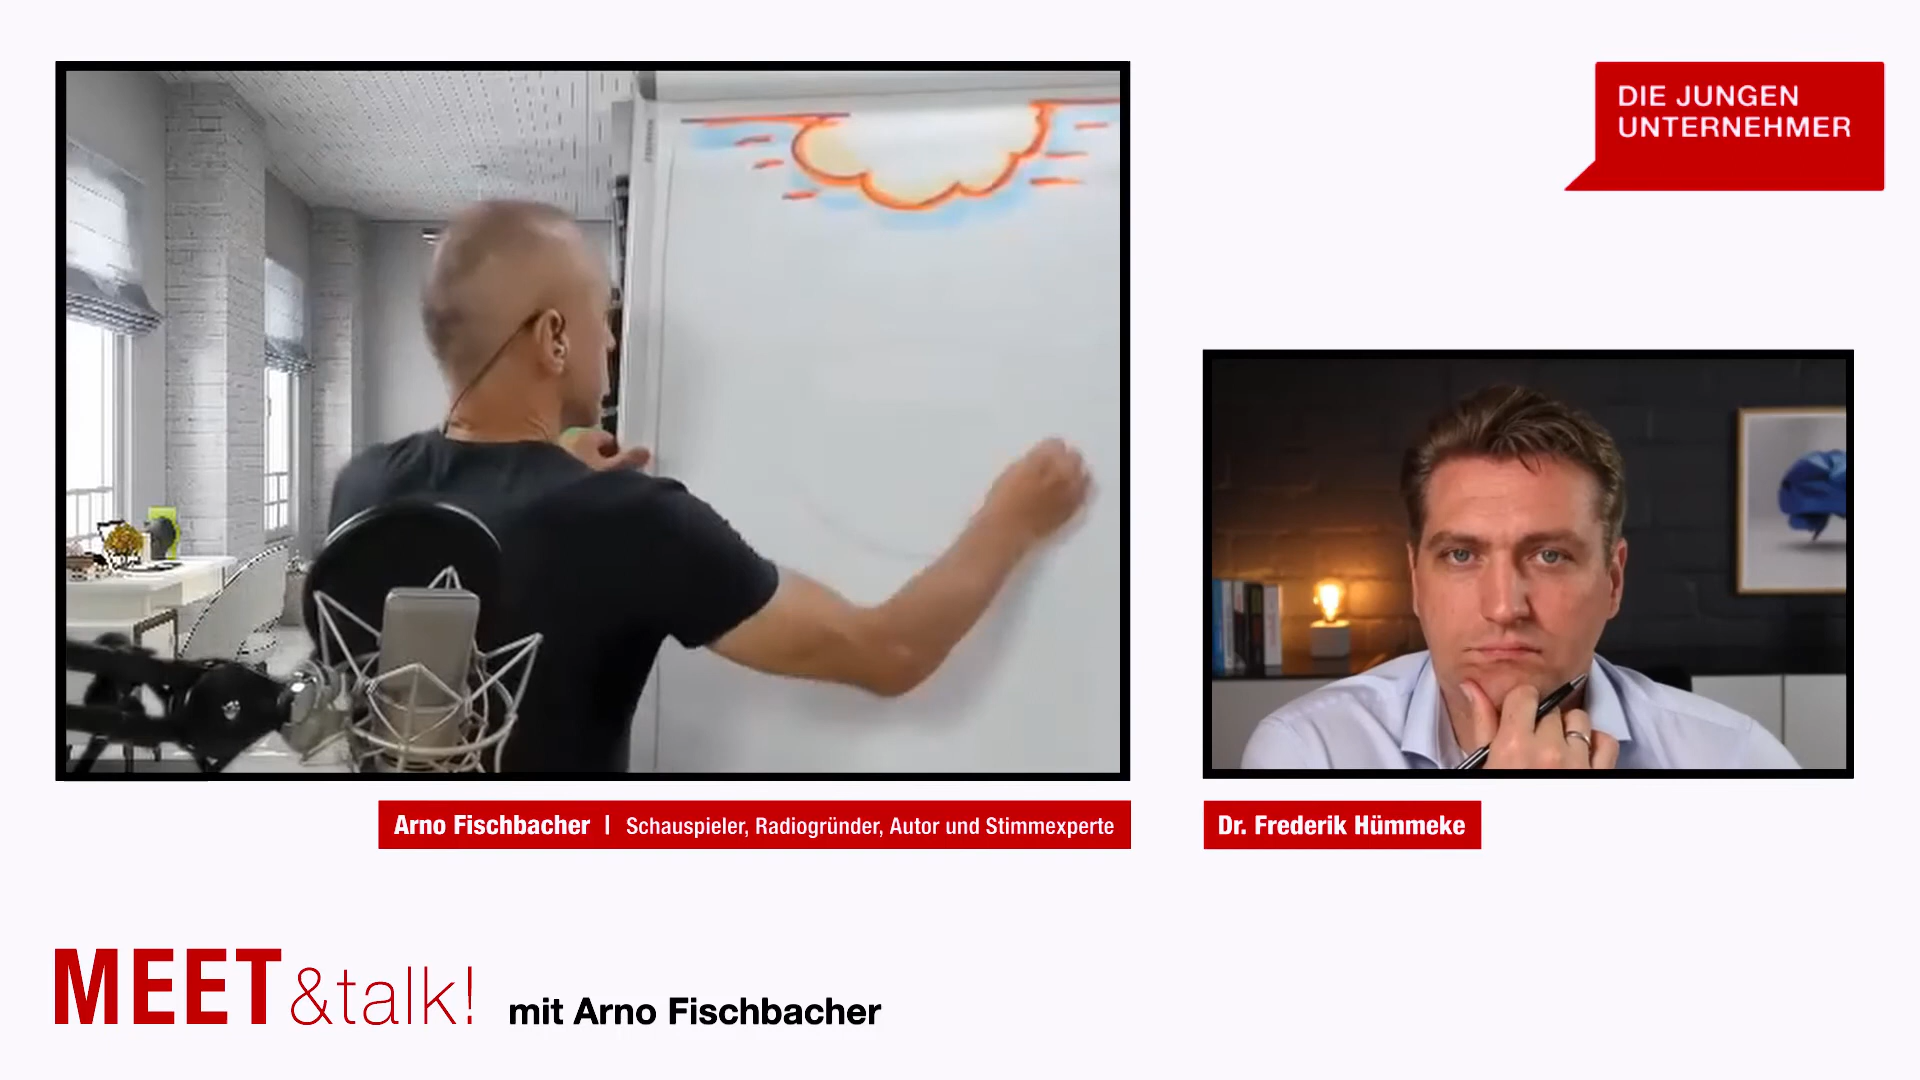 DIE JUNGEN
UNTERNEHMER
Arno Fischbacher | Schauspieler, Radiogründer, Autor und Stimmexperte
Dr. Frederik Hümmeke
MEET&talk! mit Arno Fischbacher